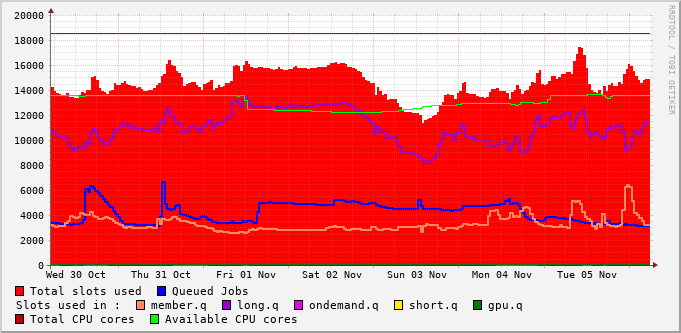 20000
18000
16000
14000
12000
10000
8000
6000
4000
2000
0
Wed 30 Oct Thu 31 Oct Fri 01 Nov Sat 02 Nov Sun 03 Nov Mon 04 Nov Tue 05 Nov
Total slots used Queued Jobs
Slots used in : member.q long.q ondemand.q short.q gpu.q
Total CPU cores Available CPU cores
RRDTOOL / TOBI OETIKER